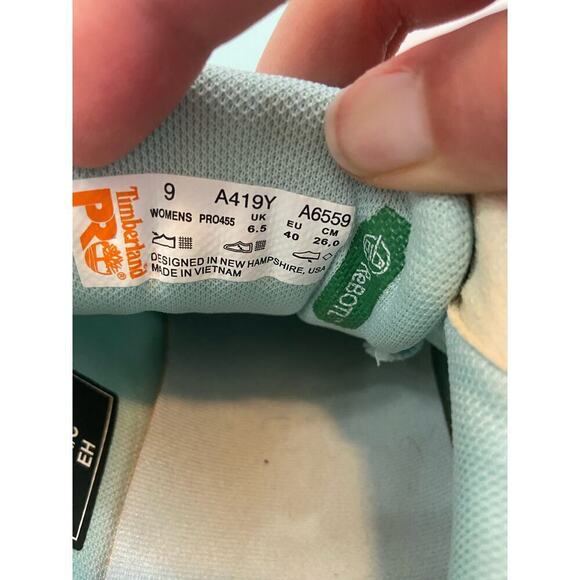 Timberland
PRO®
9 A419Y A6559
WOMENS PRO455 UK EU CM
6.5 40 26.0
DESIGNED IN NEW HAMPSHIRE, USA
MADE IN VIETNAM
ReBOTL
EH